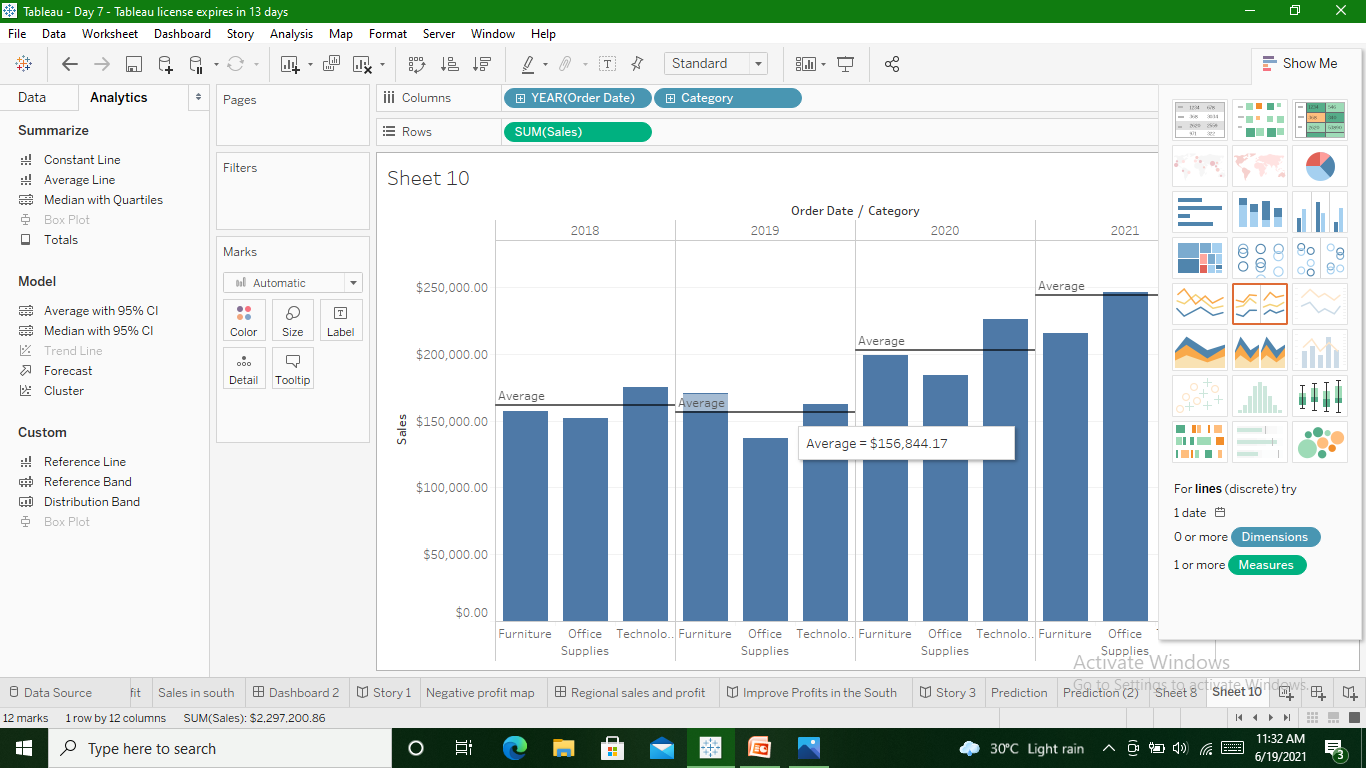 Tableau - Day 7 - Tableau license expires in 13 days
File Data Worksheet Dashboard Story Analysis Map Format Server Window Help
Standard
Show Me
Data Analytics
Summarize
Constant Line
Average Line
Median with Quartiles
Box Plot
Totals
Model
Average with 95% CI
Median with 95% CI
Trend Line
Forecast
Cluster
Custom
Reference Line
Reference Band
Distribution Band
Box Plot
Pages
Filters
Marks
Automatic
Color Size Label
Detail Tooltip
Columns YEAR(Order Date) Category
Rows SUM(Sales)
Sheet 10
Order Date / Category
2018 2019 2020 2021
$250,000.00
$200,000.00
$150,000.00
$100,000.00
$50,000.00
$0.00
Sales
Average
Average
Average
Average
Average = $156,844.17
Furniture Office Supplies Technolo.. Furniture Office Supplies Technolo.. Furniture Office Supplies Technolo.. Furniture Office Supplies
For lines (discrete) try
1 date
0 or more Dimensions
1 or more Measures
Activate Windows
Go to Settings to activate Windows.
Data Source fit Sales in south Dashboard 2 Story 1 Negative profit map Regional sales and profit Improve Profits in the South Story 3 Prediction Prediction (2) Sheet 8 Sheet 10
12 marks 1 row by 12 columns SUM(Sales): $2,297,200.86
Type here to search
30°C Light rain
11:32 AM
6/19/2021
3